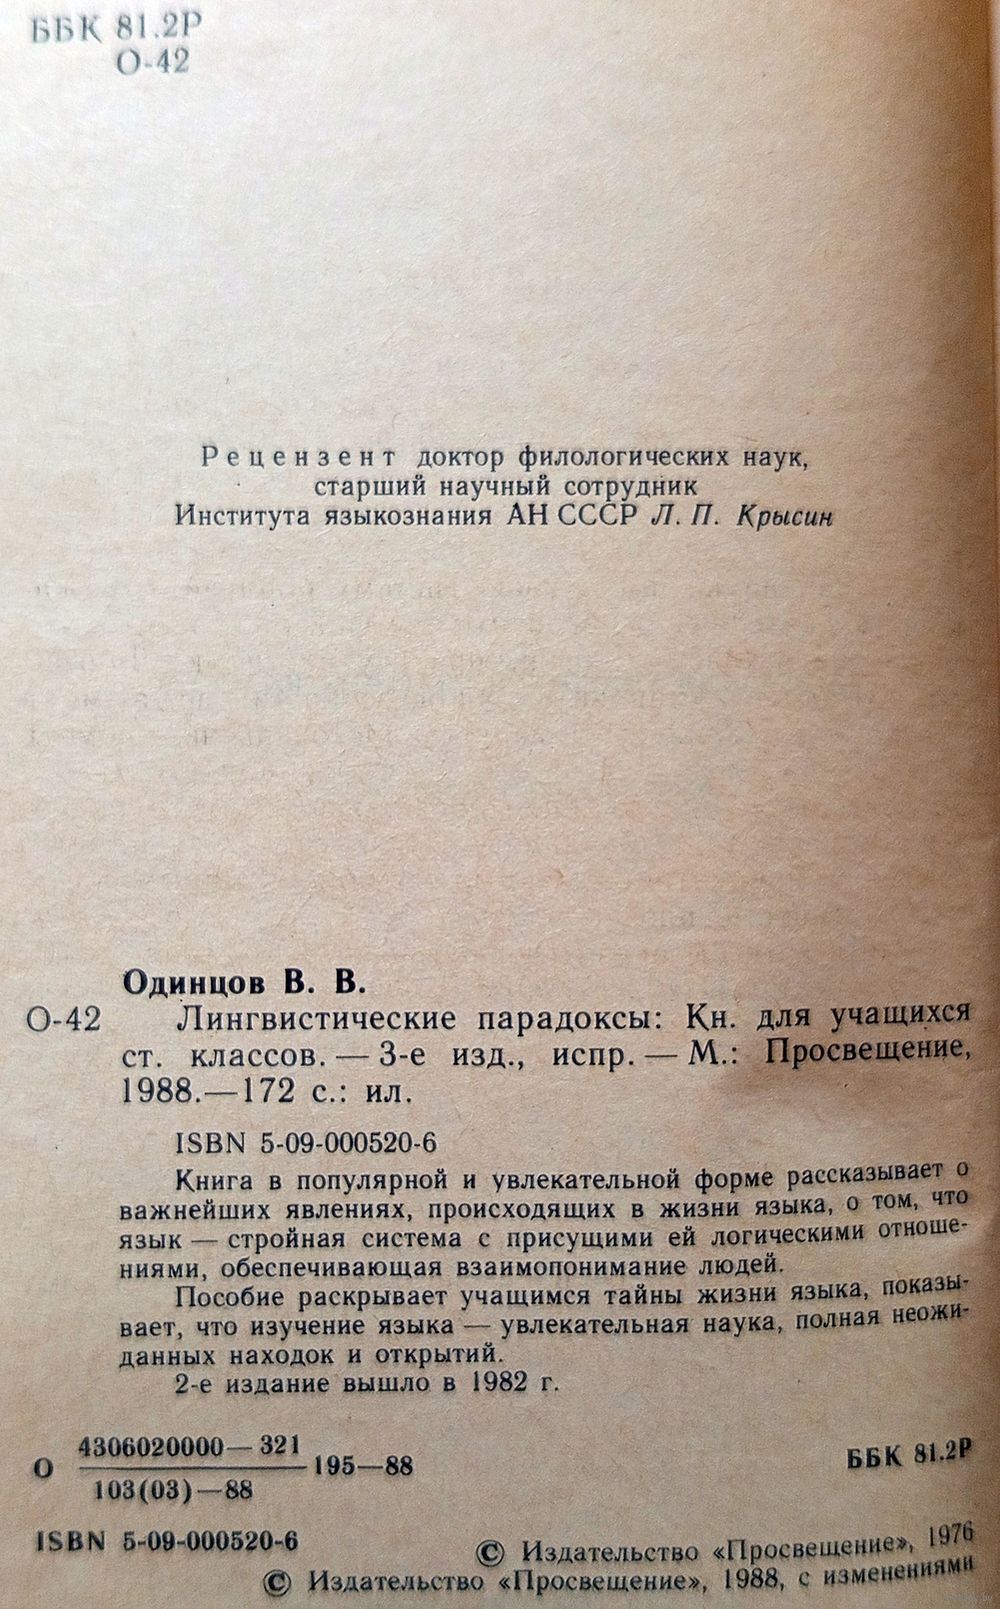 ББК 81.2Р
О-42
Рецензент доктор филологических наук,
старший научный сотрудник
Института языкознания АН СССР Л. П. Крысин
Одинцов В. В.
О-42 Лингвистические парадоксы: Кн. для учащихся
ст. классов. — 3-е изд., испр. — М.: Просвещение,
1988.—172 с.: ил.
ISBN 5-09-000520-6
Книга в популярной и увлекательной форме рассказывает о
важнейших явлениях, происходящих в жизни языка, о том, что
язык — стройная система с присущими ей логическими отноше-
ниями, обеспечивающая взаимопонимание людей.
Пособие раскрывает учащимся тайны жизни языка, показы-
вает, что изучение языка — увлекательная наука, полная неожи-
данных находок и открытий.
2-е издание вышло в 1982 г.
4306020000—321
О 195—88
103(03)—88
ББК 81.2Р
ISBN 5-09-000520-6
© Издательство «Просвещение», 1976
© Издательство «Просвещение», 1988, с изменениями